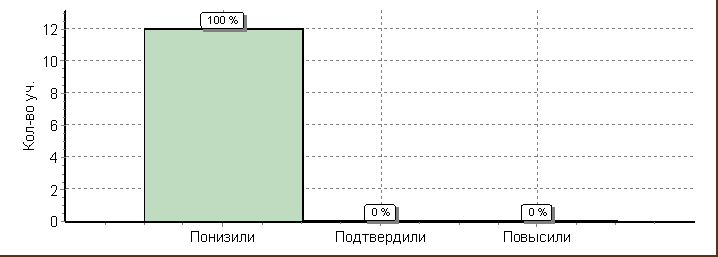 100 %
12
10
8
6
4
2
0
Кол-во уч.
0 %
0 %
Понизили
Подтвердили
Повысили